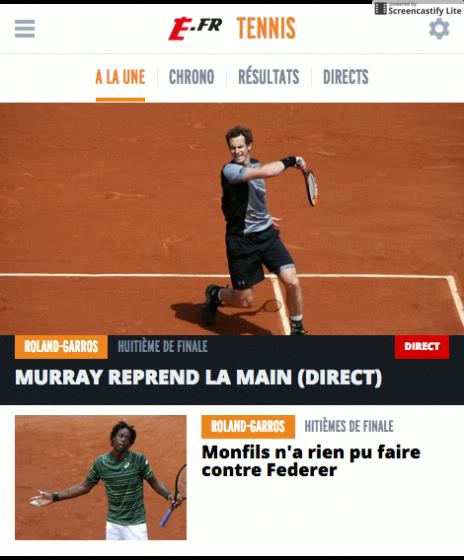 powered by
Screencastify Lite
E.FR TENNIS
A LA UNE CHRONO RÉSULTATS DIRECTS
ROLAND-GARROS HUITIÈME DE FINALE DIRECT
MURRAY REPREND LA MAIN (DIRECT)
ROLAND-GARROS HITIÈMES DE FINALE
Monfils n'a rien pu faire
contre Federer